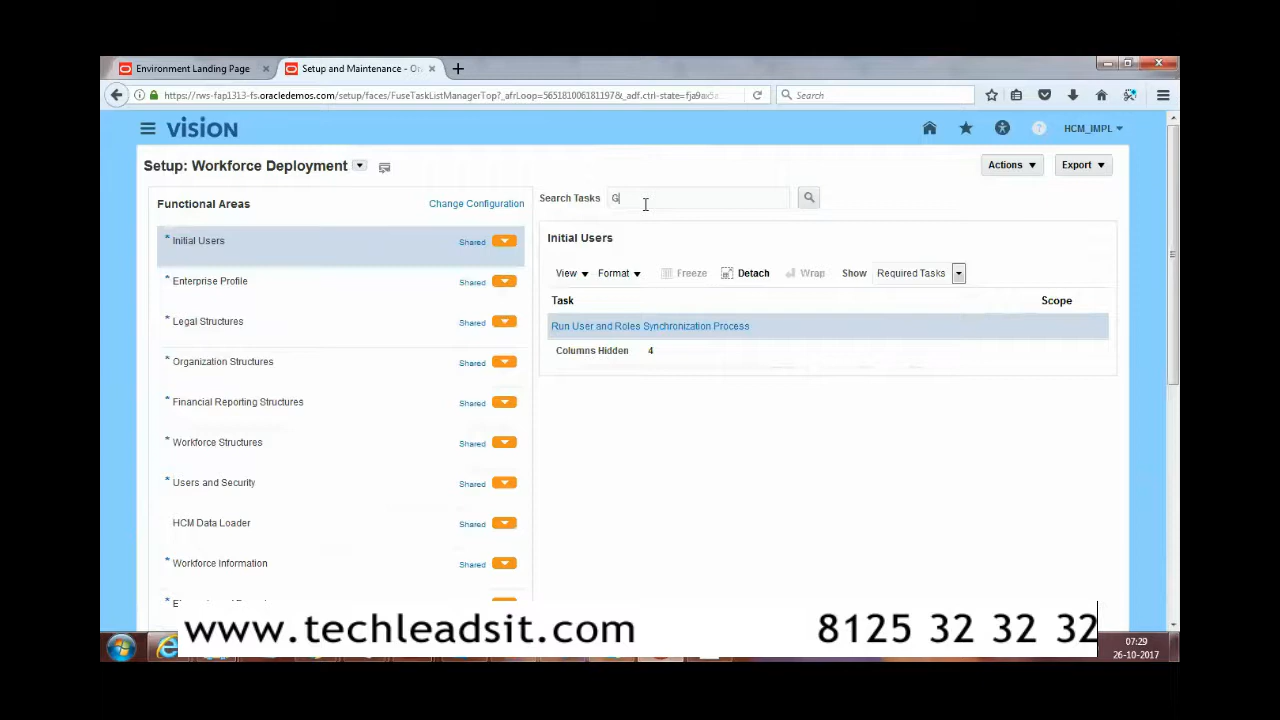 Environment Landing Page
Setup and Maintenance - Or
https://rws-fap1313-fs.oracledemos.com/setup/faces/FuseTaskListManagerTop?_afrLoop=565181006181197&_adf.ctrl-state=fja9aix3
Search
VISION
HCM_IMPL
Setup: Workforce Deployment
Actions
Export
Functional Areas
Change Configuration
* Initial Users Shared
* Enterprise Profile Shared
* Legal Structures Shared
* Organization Structures Shared
* Financial Reporting Structures Shared
* Workforce Structures Shared
* Users and Security Shared
HCM Data Loader Shared
* Workforce Information Shared
Search Tasks G
Initial Users
View Format Freeze Detach Wrap Show Required Tasks
Task Scope
Run User and Roles Synchronization Process
Columns Hidden 4
www.techleadsit.com 8125 32 32 32
07:29
26-10-2017